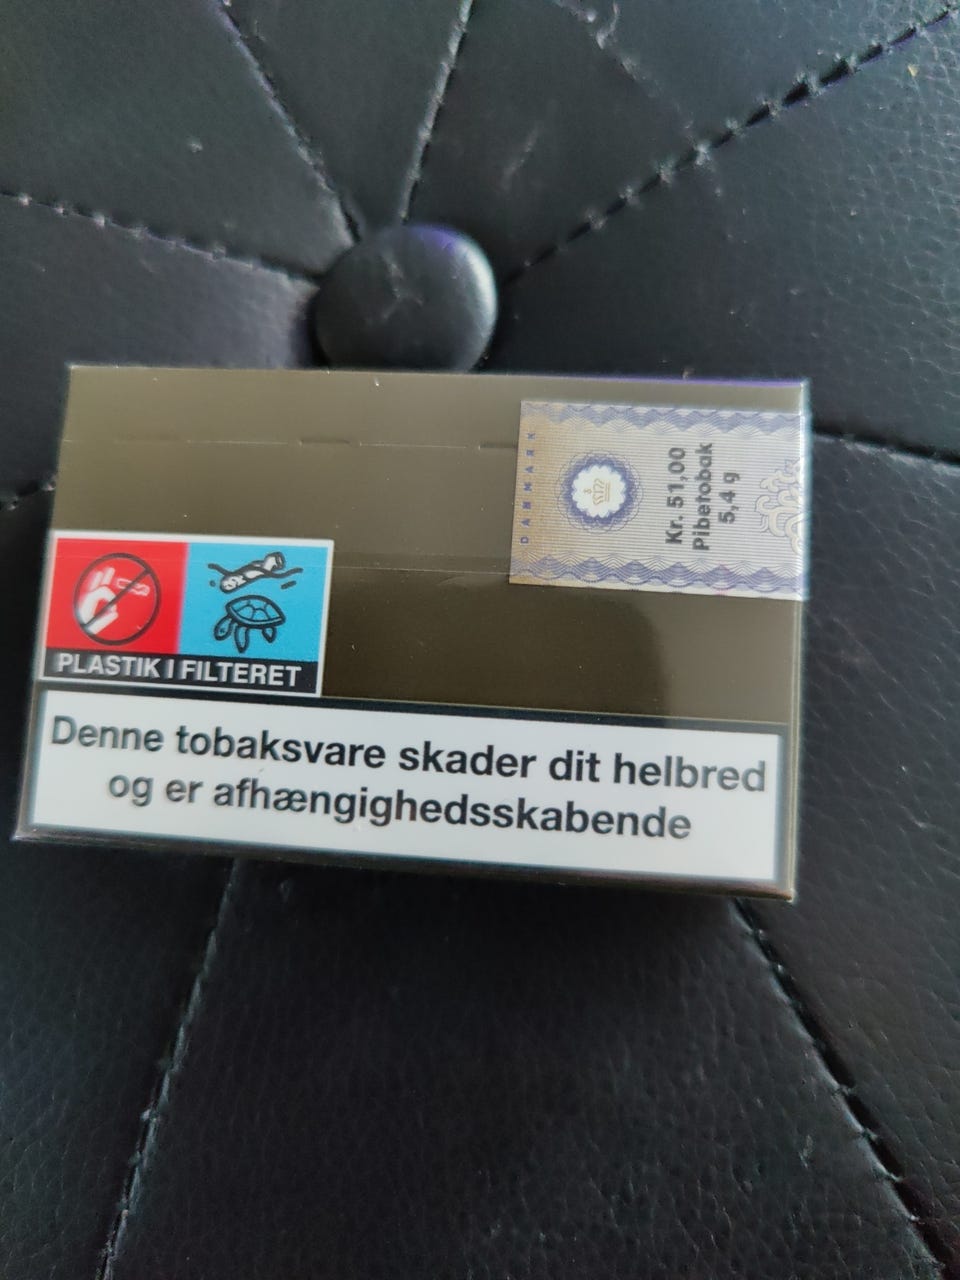 DANMARK
Kr. 51,00
Pibetobak
5,4 g
PLASTIK I FILTERET
Denne tobaksvare skader dit helbred
og er afhængighedsskabende